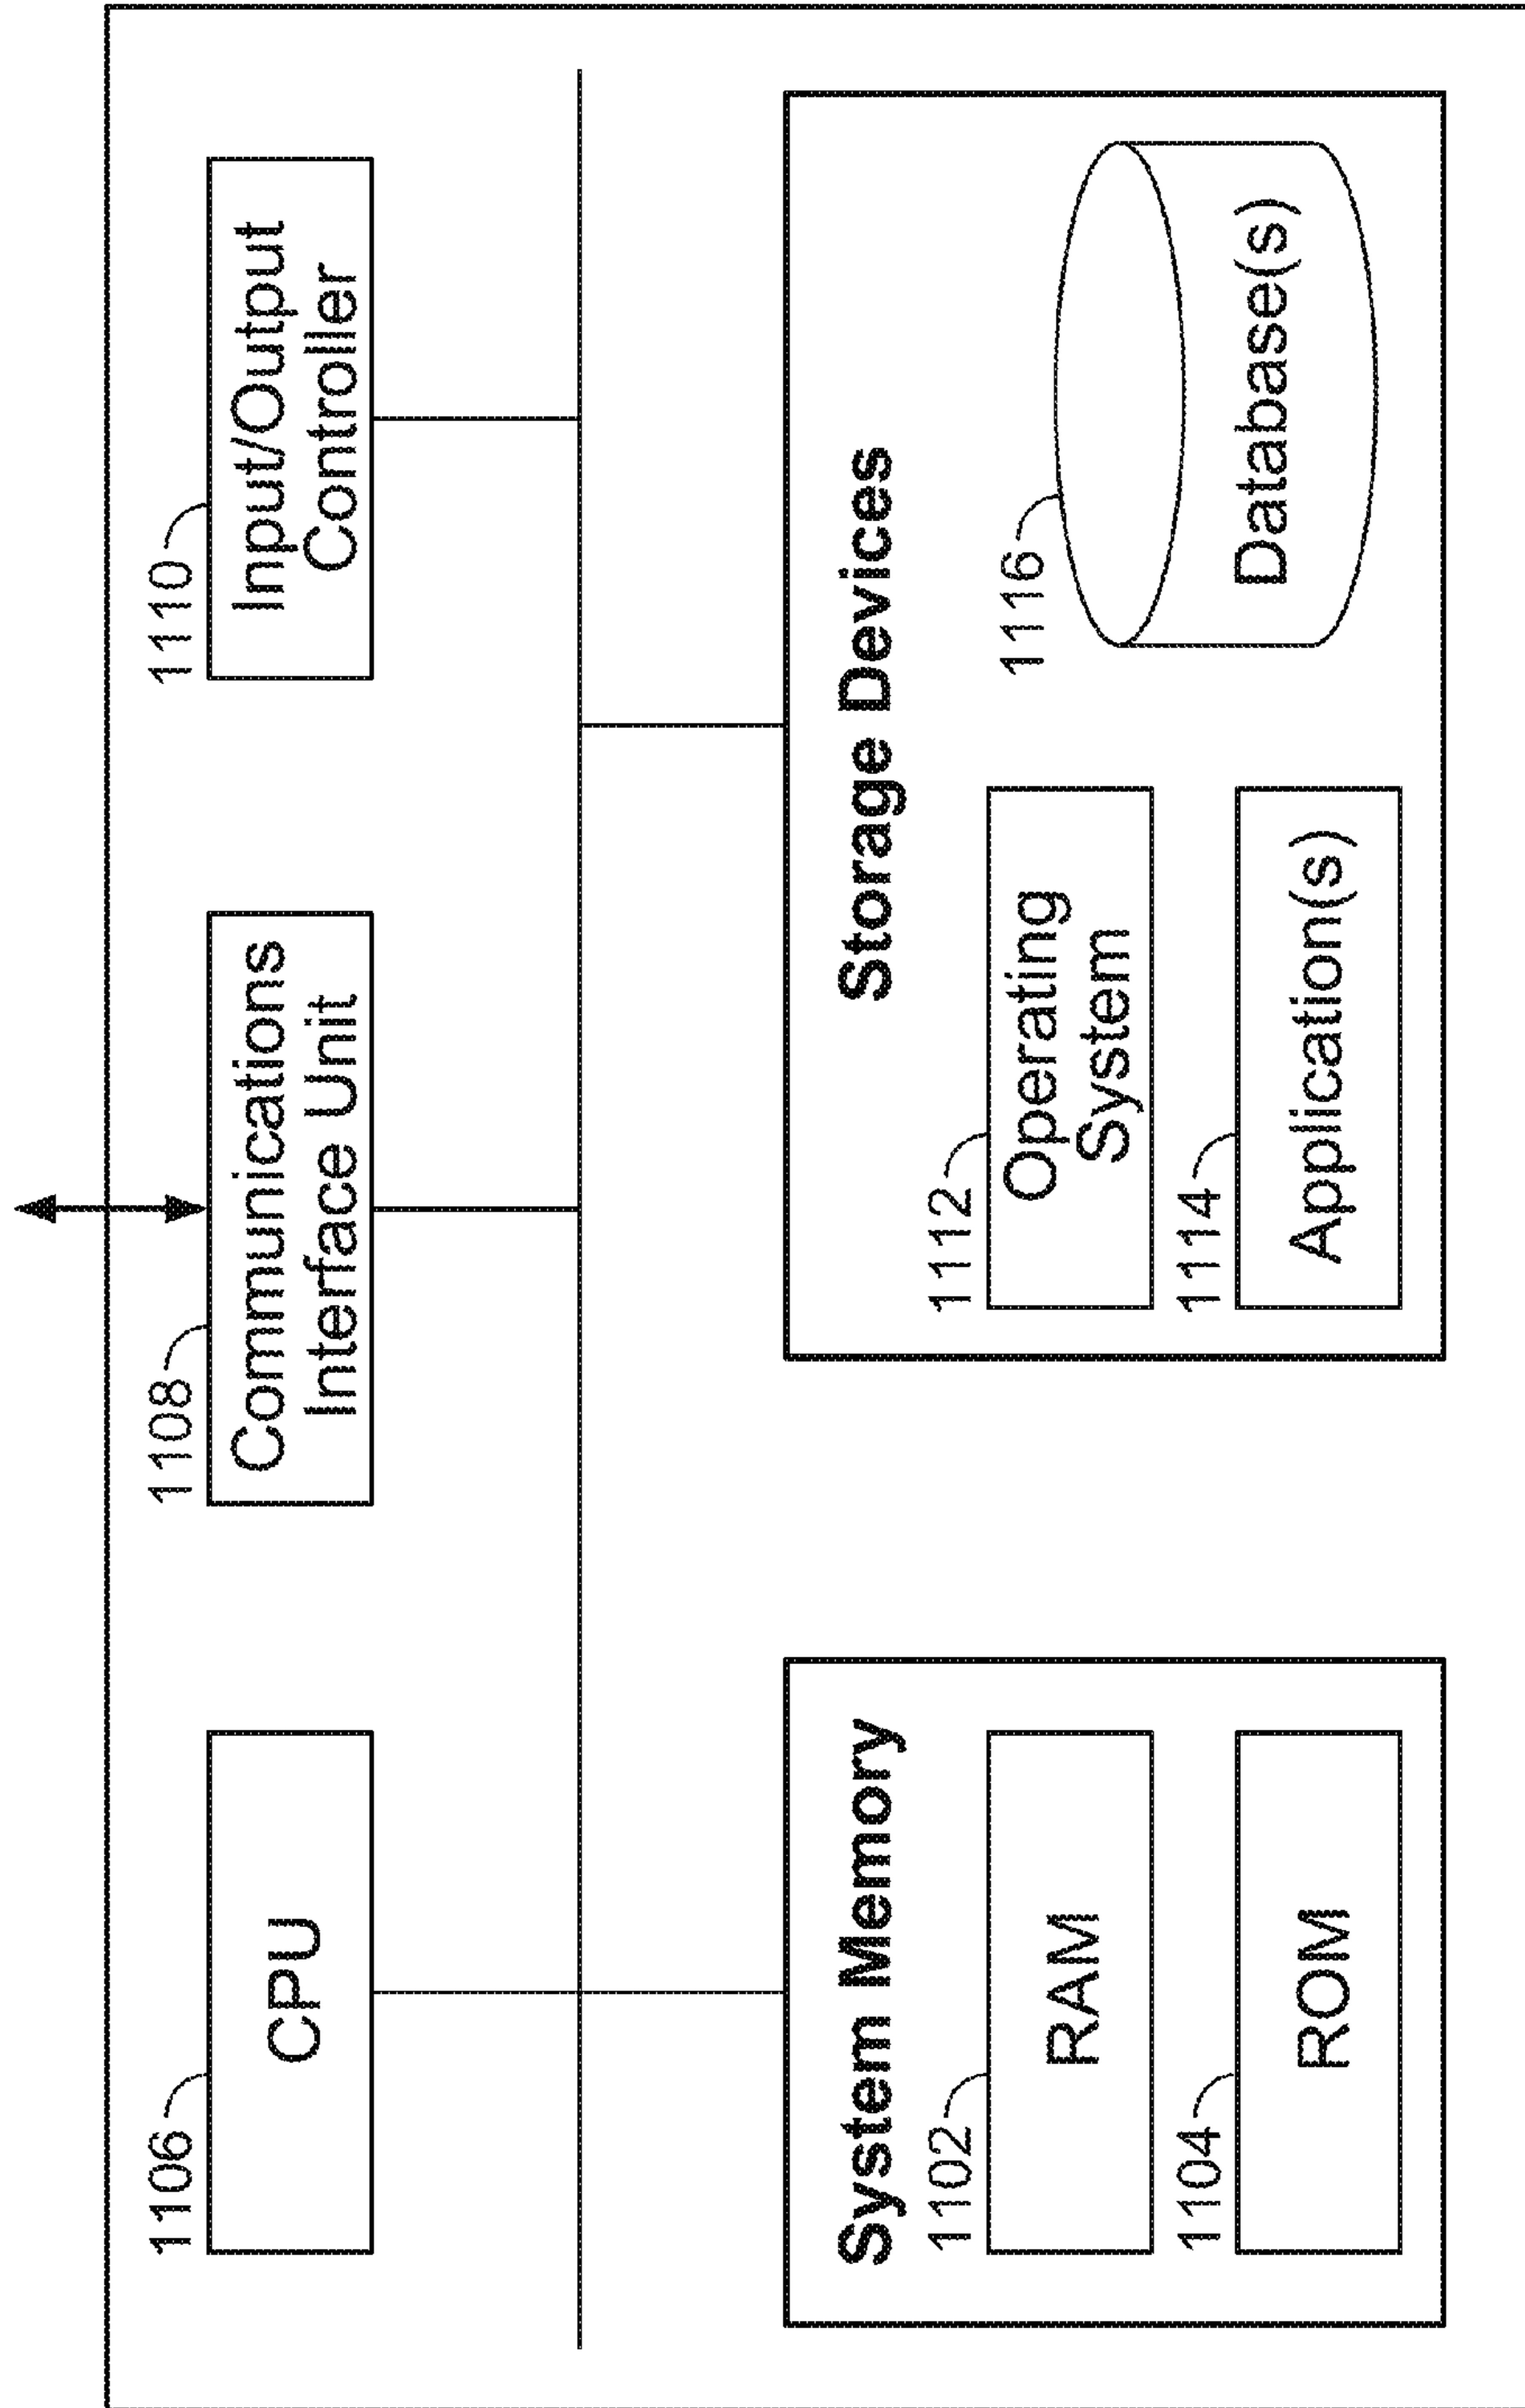 1106
CPU
1108
Communications
Interface Unit
1110
Input/Output
Controller
System Memory
1102
RAM
1104
ROM
Storage Devices
1112
Operating
System
1114
Application(s)
1116
Database(s)